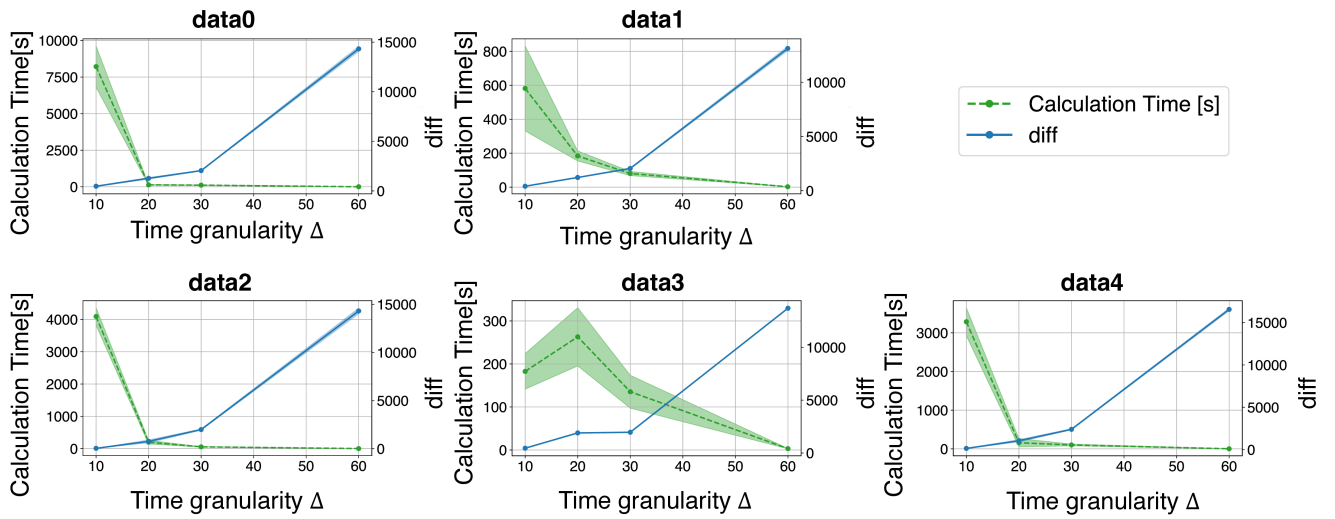 data0
Calculation Time[s]
10000
7500
5000
2500
0
15000
10000
5000
0
diff
10 20 30 40 50 60
Time granularity Δ
data1
Calculation Time[s]
800
600
400
200
0
10000
5000
0
diff
10 20 30 40 50 60
Time granularity Δ
Calculation Time [s]
diff
data2
Calculation Time[s]
4000
3000
2000
1000
0
15000
10000
5000
0
diff
10 20 30 40 50 60
Time granularity Δ
data3
Calculation Time[s]
300
200
100
0
10000
5000
0
diff
10 20 30 40 50 60
Time granularity Δ
data4
Calculation Time[s]
3000
2000
1000
0
15000
10000
5000
0
diff
10 20 30 40 50 60
Time granularity Δ